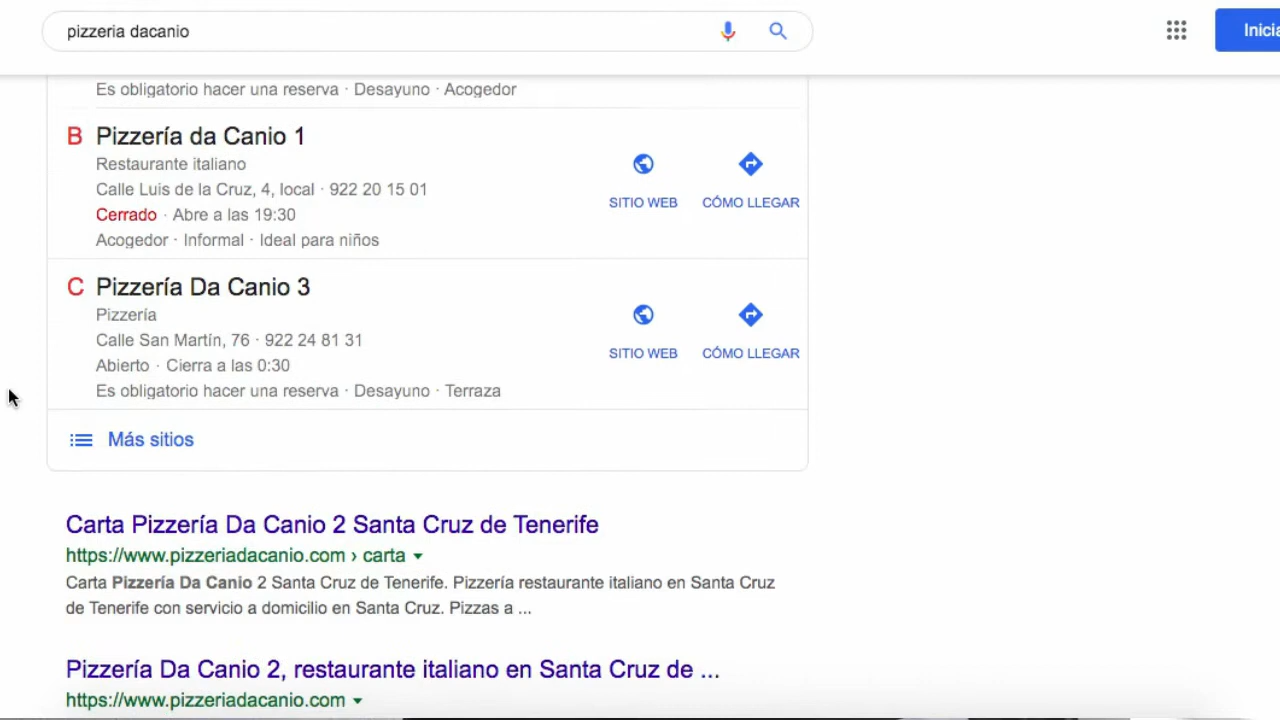 pizzeria dacanio
Es obligatorio hacer una reserva · Desayuno · Acogedor
B Pizzería da Canio 1
Restaurante italiano
Calle Luis de la Cruz, 4, local · 922 20 15 01
Cerrado · Abre a las 19:30
Acogedor · Informal · Ideal para niños
SITIO WEB
CÓMO LLEGAR
C Pizzería Da Canio 3
Pizzería
Calle San Martín, 76 · 922 24 81 31
Abierto · Cierra a las 0:30
Es obligatorio hacer una reserva · Desayuno · Terraza
SITIO WEB
CÓMO LLEGAR
Más sitios
Carta Pizzería Da Canio 2 Santa Cruz de Tenerife
https://www.pizzeriadacanio.com › carta
Carta Pizzería Da Canio 2 Santa Cruz de Tenerife. Pizzería restaurante italiano en Santa Cruz
de Tenerife con servicio a domicilio en Santa Cruz. Pizzas a ...
Pizzería Da Canio 2, restaurante italiano en Santa Cruz de ...
https://www.pizzeriadacanio.com